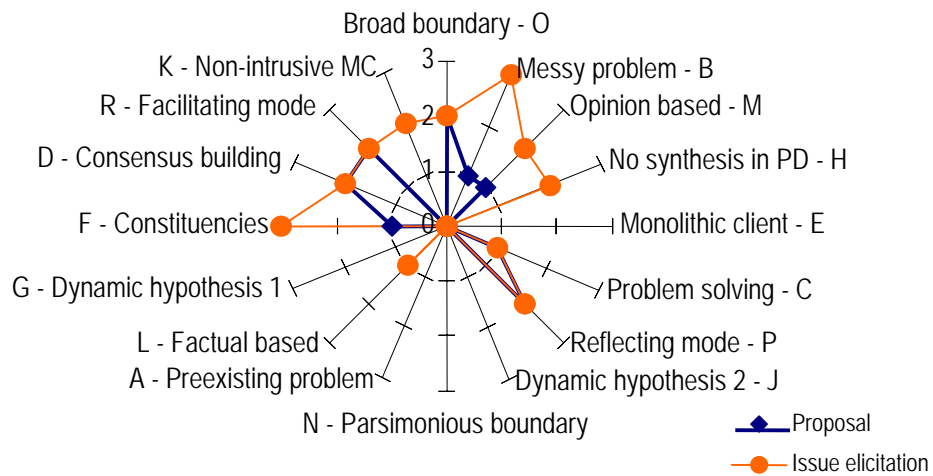 Broad boundary - O
K - Non-intrusive MC
3
Messy problem - B
R - Facilitating mode
2
Opinion based - M
D - Consensus building
1
No synthesis in PD - H
F - Constituencies
0
Monolithic client - E
G - Dynamic hypothesis 1
Problem solving - C
L - Factual based
Reflecting mode - P
A - Preexisting problem
Dynamic hypothesis 2 - J
N - Parsimonious boundary
Proposal
Issue elicitation